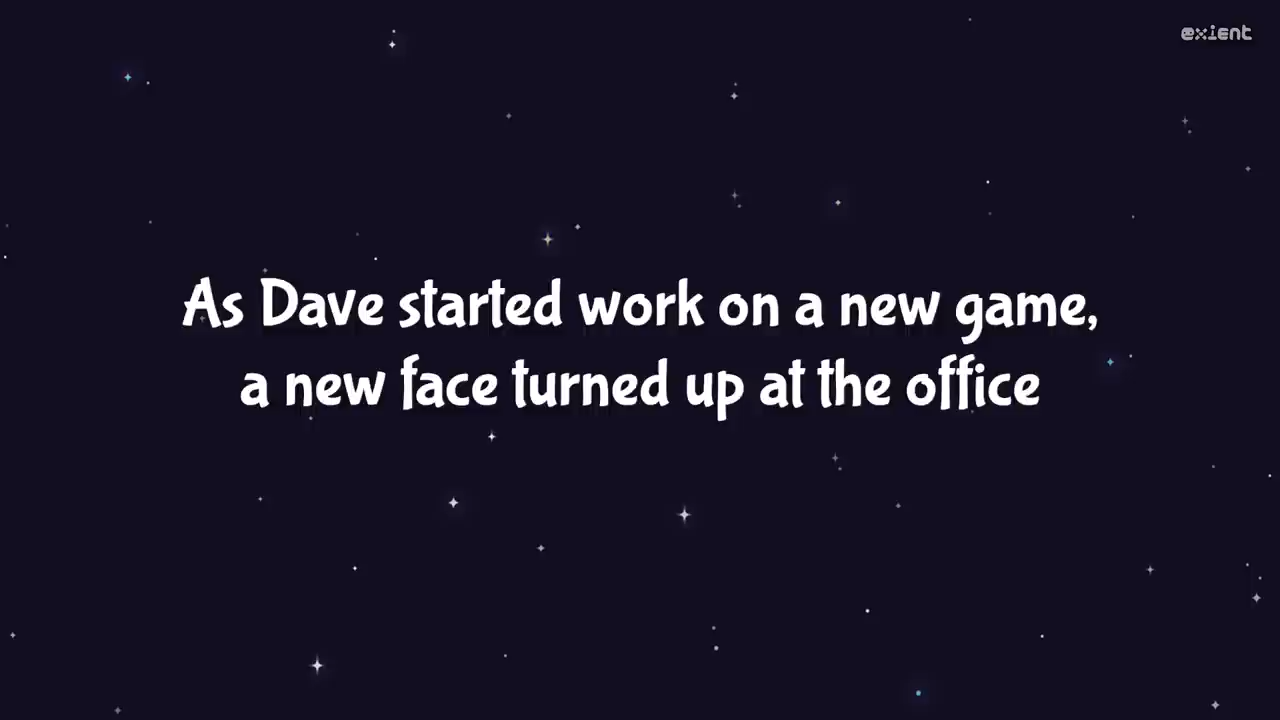 exient
As Dave started work on a new game,
a new face turned up at the office